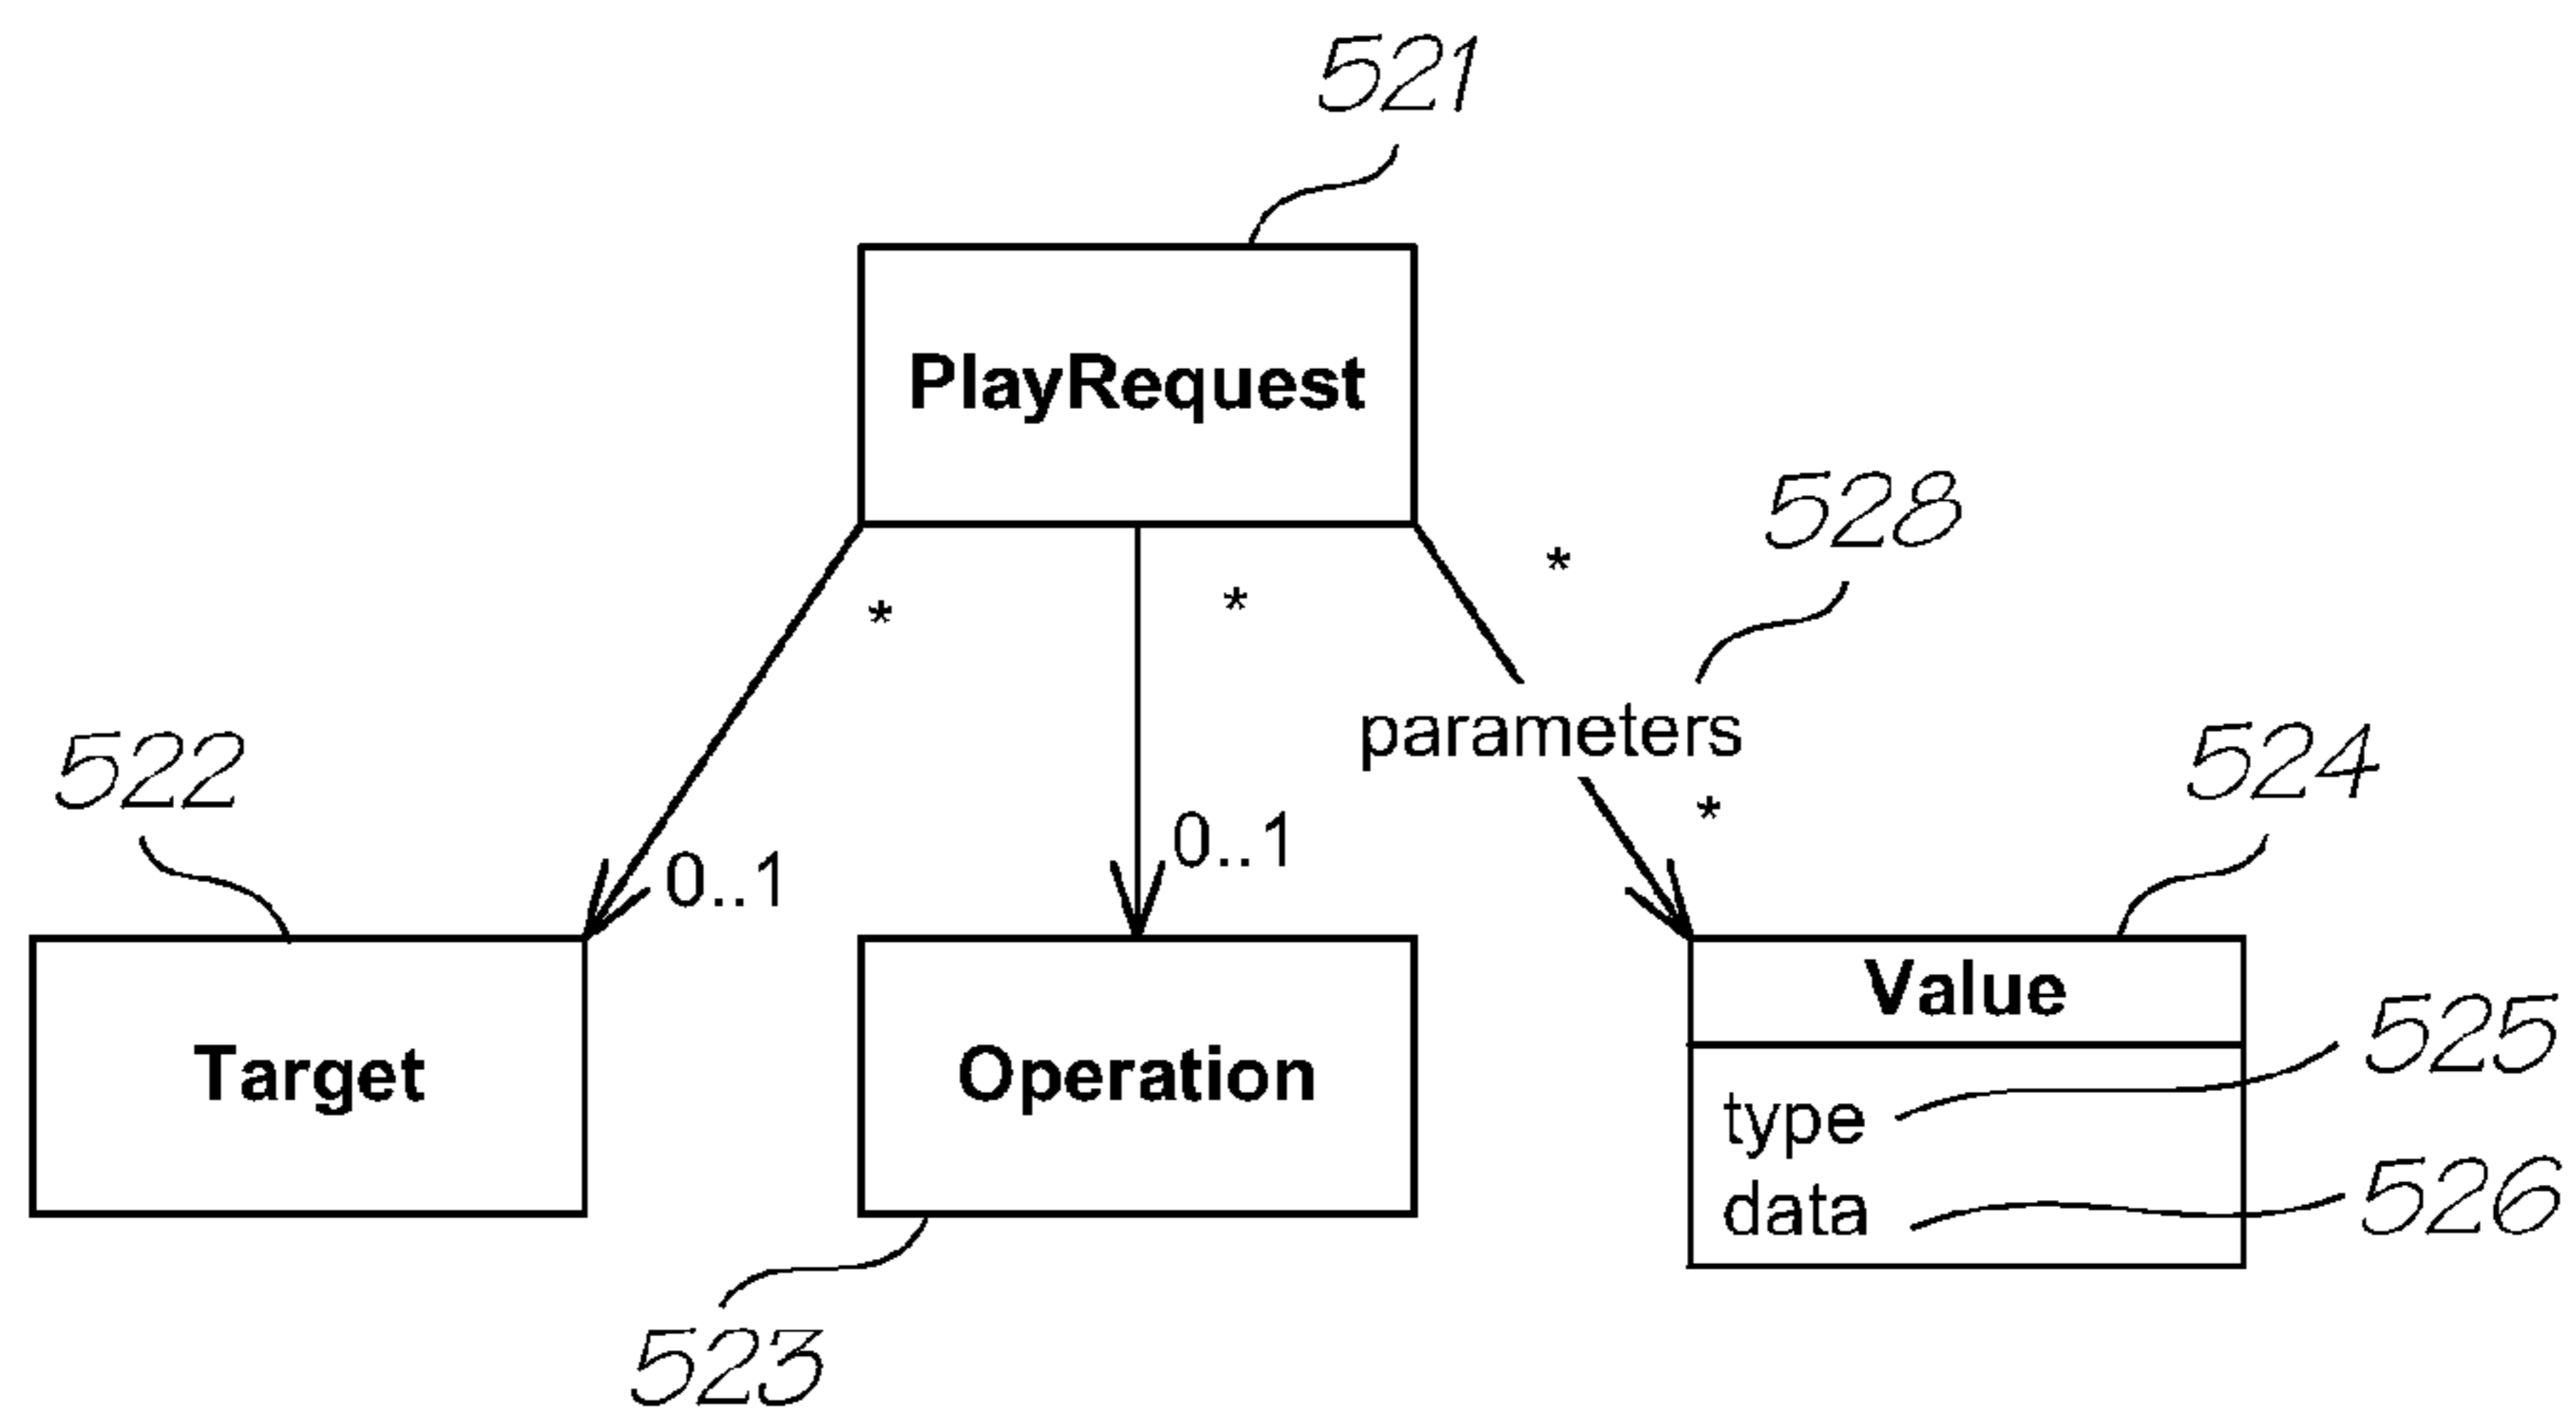 521
PlayRequest
528
*
*
*
parameters
522
524
*
0..1
0..1
Value
525
Target
Operation
type
526
data
523